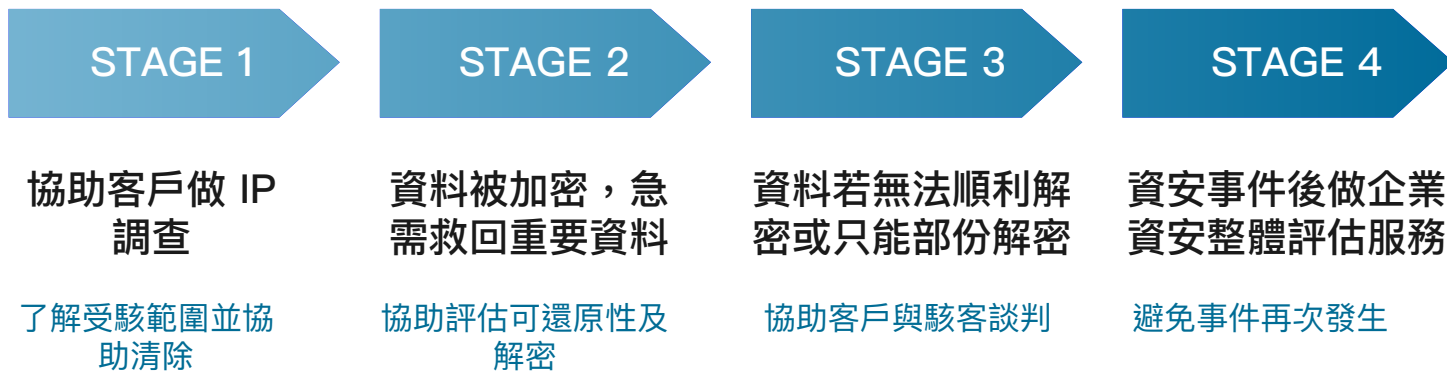 STAGE 1
STAGE 2
STAGE 3
STAGE 4
協助客戶做 IP
調查
資料被加密，急
需救回重要資料
資料若無法順利解
密或只能部份解密
資安事件後做企業
資安整體評估服務
了解受駭範圍並協
助清除
協助評估可還原性及
解密
協助客戶與駭客談判
避免事件再次發生